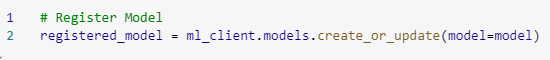 1 # Register Model
2 registered_model = ml_client.models.create_or_update(model=model)